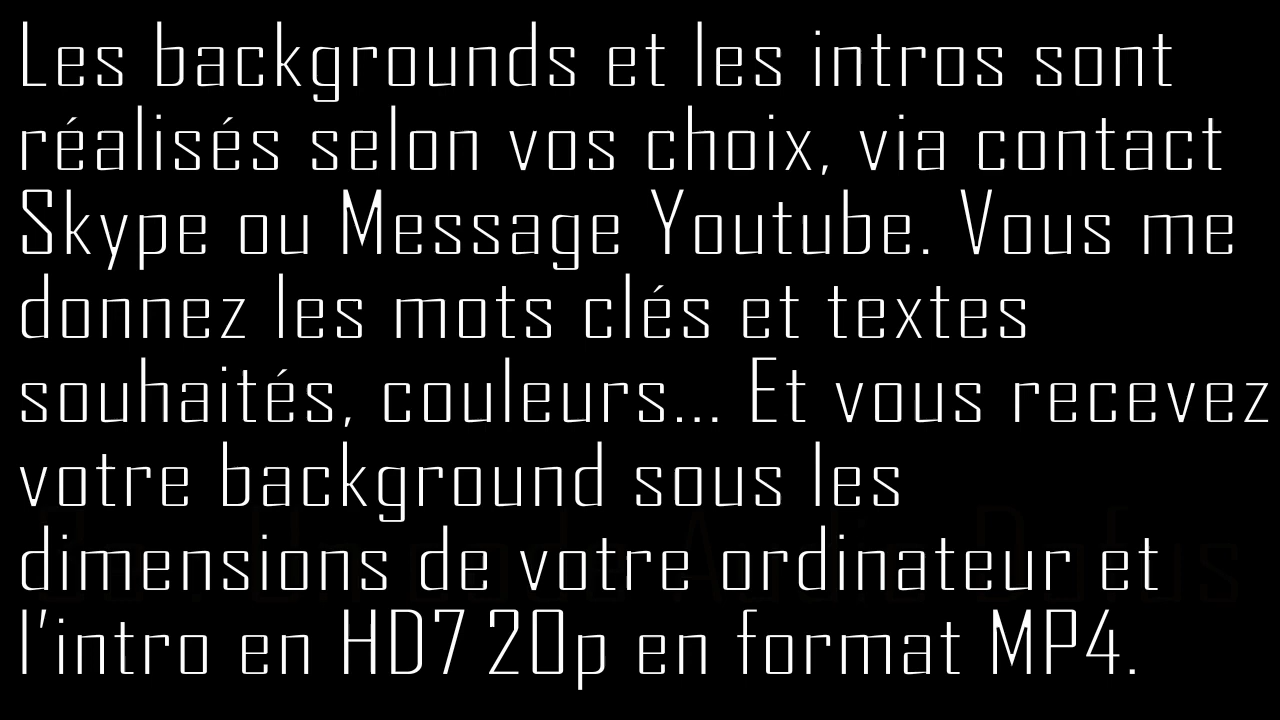 Les backgrounds et les intros sont
réalisés selon vos choix, via contact
Skype ou Message Youtube. Vous me
donnez les mots clés et textes
souhaités, couleurs... Et vous recevez
votre background sous les
dimensions de votre ordinateur et
l'intro en HD720p en format MP4.